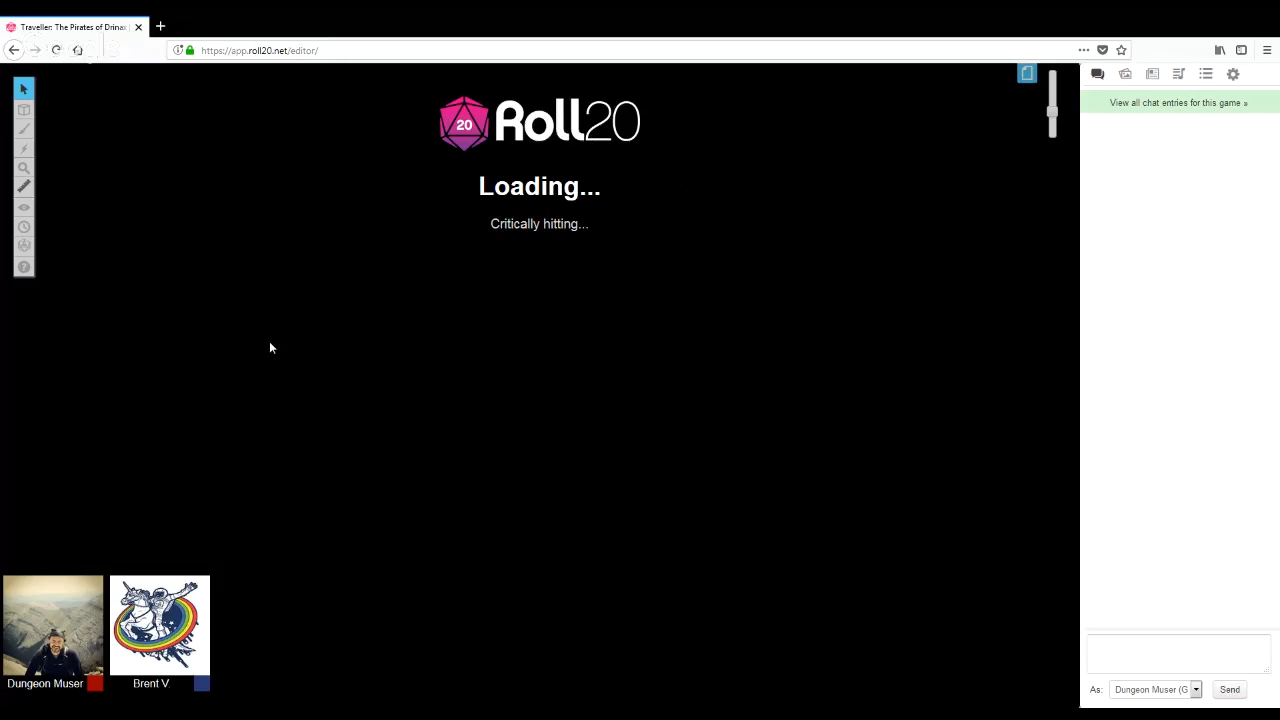 Traveller: The Pirates of Drinax
https://app.roll20.net/editor/
View all chat entries for this game »
20
Roll20
Loading...
Critically hitting...
Dungeon Muser
Brent V.
As:
Dungeon Muser (G
Send